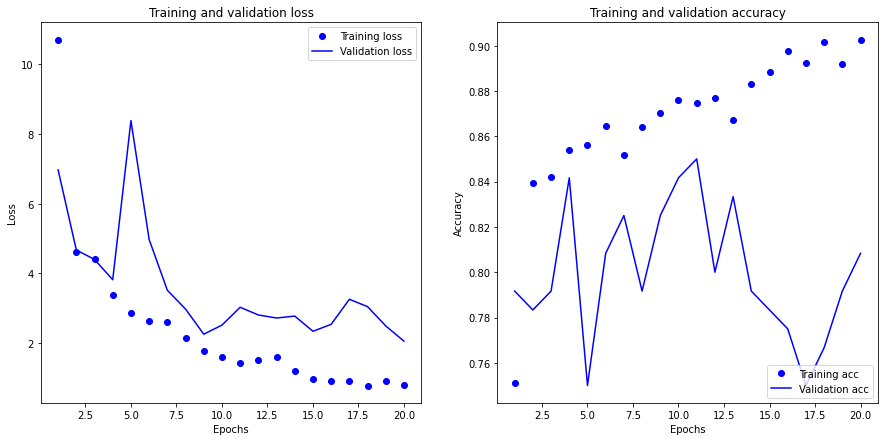 Training and validation loss
Training loss
Validation loss
10
8
6
4
2
Loss
2.5 5.0 7.5 10.0 12.5 15.0 17.5 20.0
Epochs
Training and validation accuracy
0.90
0.88
0.86
0.84
0.82
0.80
0.78
0.76
Accuracy
Training acc
Validation acc
2.5 5.0 7.5 10.0 12.5 15.0 17.5 20.0
Epochs